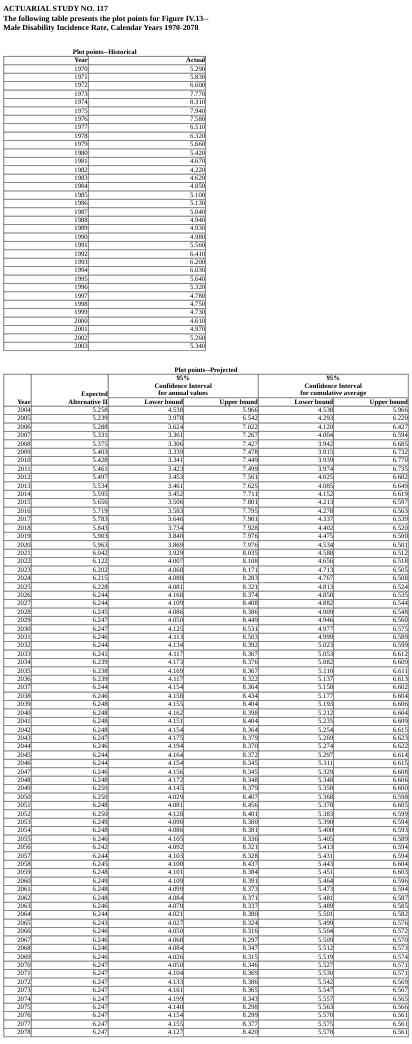 ACTUARIAL STUDY NO. 117
The following table presents the plot points for Figure IV.13--
Male Disability Incidence Rate, Calendar Years 1970-2078
Plot points--Historical
Year Actual
1970 5.290
1971 5.830
1972 6.600
1973 7.770
1974 8.310
1975 7.940
1976 7.580
1977 6.510
1978 6.320
1979 5.660
1980 5.420
1981 4.670
1982 4.220
1983 4.620
1984 4.850
1985 5.100
1986 5.130
1987 5.040
1988 4.940
1989 4.930
1990 4.980
1991 5.560
1992 6.410
1993 6.200
1994 6.030
1995 5.640
1996 5.320
1997 4.780
1998 4.750
1999 4.730
2000 4.610
2001 4.970
2002 5.260
2003 5.340
Plot points--Projected
95% 95%
Confidence Interval Confidence Interval
Expected for annual values for cumulative average
Year Alternative II Lower bound Upper bound Lower bound Upper bound
2004 5.258 4.538 5.966 4.538 5.966
2005 5.239 3.978 6.542 4.293 6.220
2006 5.288 3.624 7.022 4.120 6.427
2007 5.331 3.361 7.267 4.004 6.594
2008 5.375 3.306 7.427 3.942 6.685
2009 5.403 3.339 7.478 3.915 6.732
2010 5.428 3.341 7.449 3.939 6.770
2011 5.461 3.423 7.499 3.974 6.735
2012 5.497 3.453 7.561 4.025 6.682
2013 5.534 3.461 7.625 4.085 6.649
2014 5.595 3.452 7.711 4.152 6.619
2015 5.656 3.506 7.801 4.213 6.597
2016 5.719 3.583 7.795 4.278 6.563
2017 5.783 3.646 7.901 4.337 6.539
2018 5.843 3.734 7.928 4.402 6.520
2019 5.903 3.840 7.976 4.475 6.500
2020 5.963 3.869 7.976 4.534 6.501
2021 6.042 3.929 8.035 4.588 6.512
2022 6.122 4.007 8.108 4.656 6.518
2023 6.202 4.060 8.171 4.713 6.505
2024 6.215 4.088 8.283 4.767 6.508
2025 6.228 4.081 8.321 4.813 6.524
2026 6.244 4.168 8.374 4.858 6.535
2027 6.244 4.109 8.408 4.882 6.544
2028 6.245 4.086 8.386 4.909 6.548
2029 6.247 4.050 8.449 4.946 6.560
2030 6.247 4.125 8.531 4.977 6.575
2031 6.246 4.113 8.503 4.999 6.589
2032 6.244 4.134 8.392 5.023 6.599
2033 6.241 4.117 8.367 5.053 6.612
2034 6.239 4.173 8.376 5.082 6.609
2035 6.238 4.169 8.367 5.110 6.611
2036 6.239 4.117 8.322 5.137 6.613
2037 6.244 4.154 8.364 5.158 6.602
2038 6.246 4.158 8.434 5.177 6.604
2039 6.248 4.155 8.404 5.193 6.606
2040 6.248 4.162 8.398 5.212 6.604
2041 6.248 4.151 8.404 5.235 6.609
2042 6.248 4.154 8.364 5.254 6.615
2043 6.247 4.175 8.379 5.269 6.623
2044 6.246 4.194 8.370 5.274 6.622
2045 6.244 4.164 8.372 5.297 6.614
2046 6.244 4.154 8.345 5.311 6.615
2047 6.246 4.156 8.345 5.329 6.608
2048 6.248 4.172 8.348 5.348 6.606
2049 6.250 4.145 8.379 5.358 6.600
2050 6.250 4.029 8.407 5.368 6.598
2051 6.248 4.081 8.456 5.378 6.605
2052 6.250 4.128 8.401 5.383 6.599
2053 6.249 4.090 8.380 5.390 6.594
2054 6.248 4.086 8.381 5.400 6.593
2055 6.246 4.105 8.336 5.405 6.589
2056 6.242 4.092 8.321 5.413 6.594
2057 6.244 4.103 8.328 5.431 6.594
2058 6.245 4.100 8.437 5.443 6.604
2059 6.248 4.101 8.384 5.451 6.603
2060 6.249 4.109 8.391 5.464 6.596
2061 6.248 4.099 8.373 5.473 6.594
2062 6.248 4.084 8.371 5.481 6.587
2063 6.246 4.079 8.337 5.489 6.585
2064 6.244 4.021 8.380 5.501 6.582
2065 6.243 4.027 8.324 5.499 6.576
2066 6.246 4.050 8.316 5.504 6.572
2067 6.246 4.060 8.297 5.509 6.570
2068 6.246 4.084 8.347 5.512 6.573
2069 6.246 4.026 8.315 5.519 6.574
2070 6.247 4.050 8.346 5.527 6.571
2071 6.247 4.104 8.369 5.530 6.571
2072 6.247 4.133 8.386 5.542 6.569
2073 6.247 4.161 8.365 5.547 6.567
2074 6.247 4.199 8.343 5.557 6.565
2075 6.247 4.140 8.298 5.563 6.566
2076 6.247 4.154 8.289 5.570 6.561
2077 6.247 4.155 8.377 5.575 6.561
2078 6.247 4.127 8.420 5.578 6.561